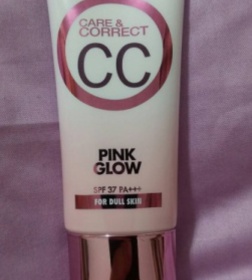 CARE &
CORRECT
CC
PINK
GLOW
SPF 37 PA+++
FOR DULL SKIN